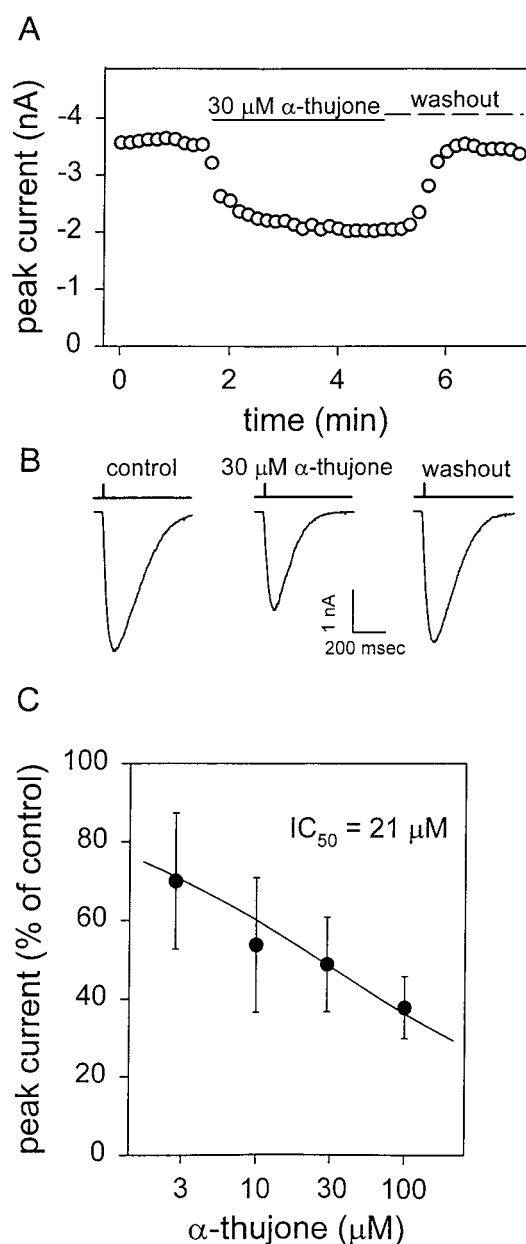 A
30 μM α-thujone
washout
peak current (nA)
-4
-3
-2
-1
0
0 2 4 6
time (min)
B
control
30 μM α-thujone
washout
1 nA
200 msec
C
peak current (% of control)
100
80
60
40
20
0
IC50 = 21 μM
3 10 30 100
α-thujone (μM)